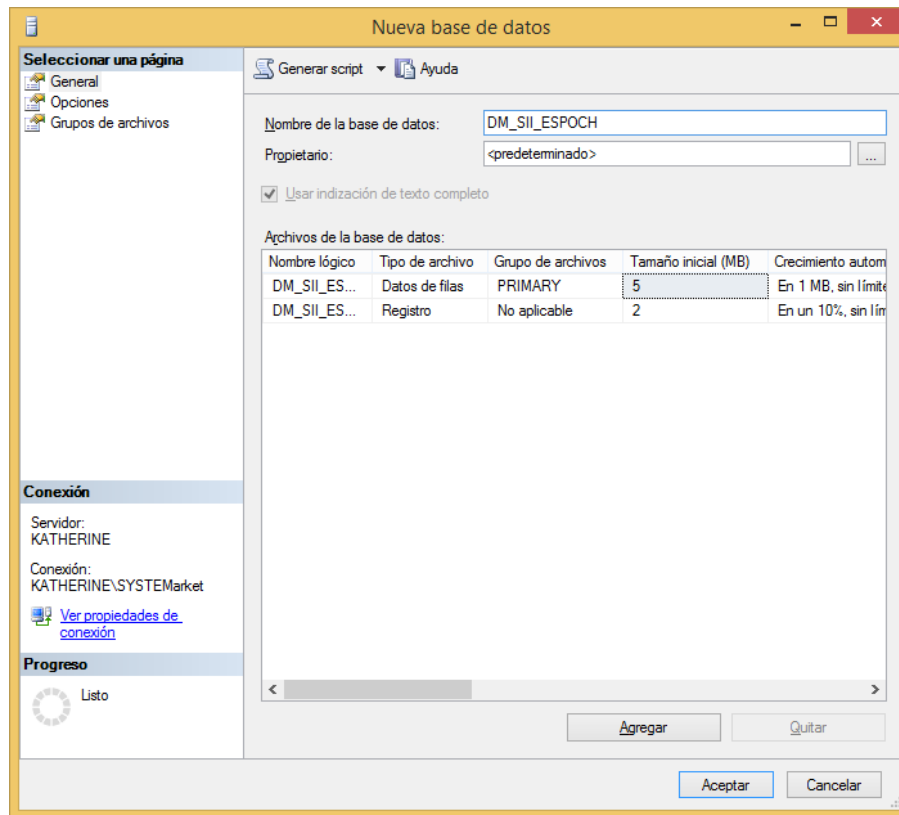 Nueva base de datos
Seleccionar una página
General
Opciones
Grupos de archivos
Generar script
Ayuda
Nombre de la base de datos:
DM_SII_ESPOCH
Propietario:
<predeterminado>
...
Usar indización de texto completo
Archivos de la base de datos:
Nombre lógico Tipo de archivo Grupo de archivos Tamaño inicial (MB) Crecimiento autom
DM_SII_ES... Datos de filas PRIMARY 5 En 1 MB, sin límite
DM_SII_ES... Registro No aplicable 2 En un 10%, sin lím
Conexión
Servidor:
KATHERINE
Conexión:
KATHERINE\SYSTEMarket
Ver propiedades de
conexión
Progreso
Listo
Agregar
Quitar
Aceptar
Cancelar